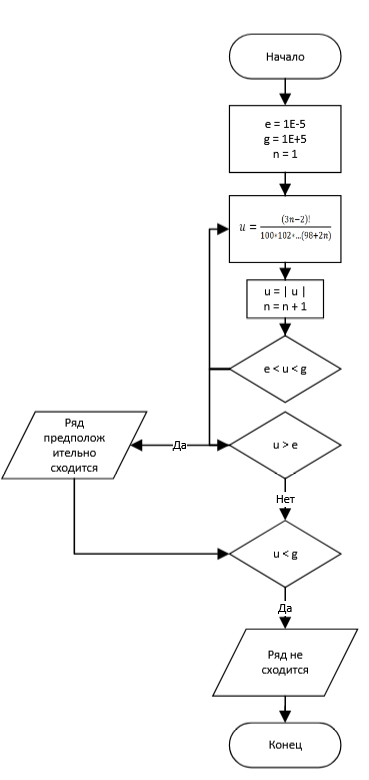 Начало
e = 1E-5
g = 1E+5
n = 1
u = (3n−2)! / 100∗102∗…(98+2n)
u = | u |
n = n + 1
e < u < g
Ряд
предполож
ительно
сходится
Да
u > e
Нет
u < g
Да
Ряд не
сходится
Конец